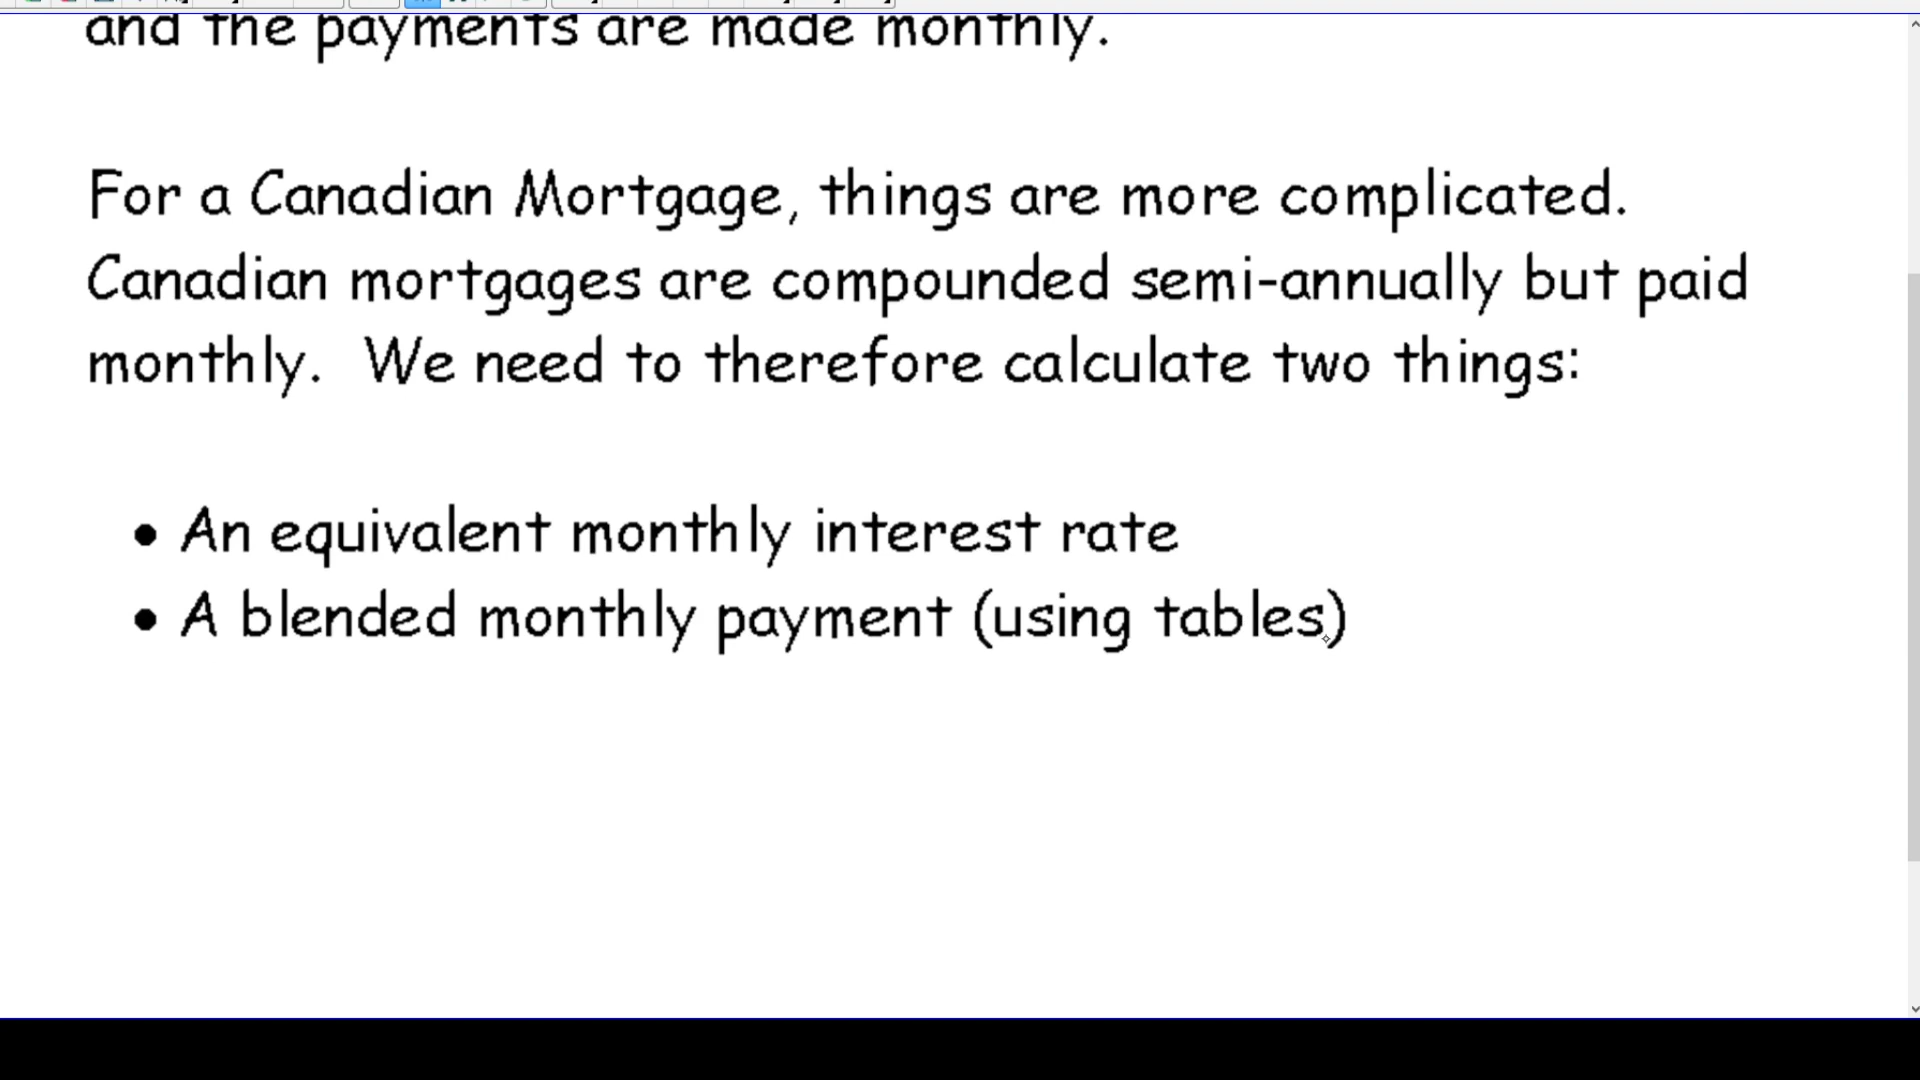 and the payments are made monthly.
For a Canadian Mortgage, things are more complicated.
Canadian mortgages are compounded semi-annually but paid
monthly. We need to therefore calculate two things:
• An equivalent monthly interest rate
• A blended monthly payment (using tables)